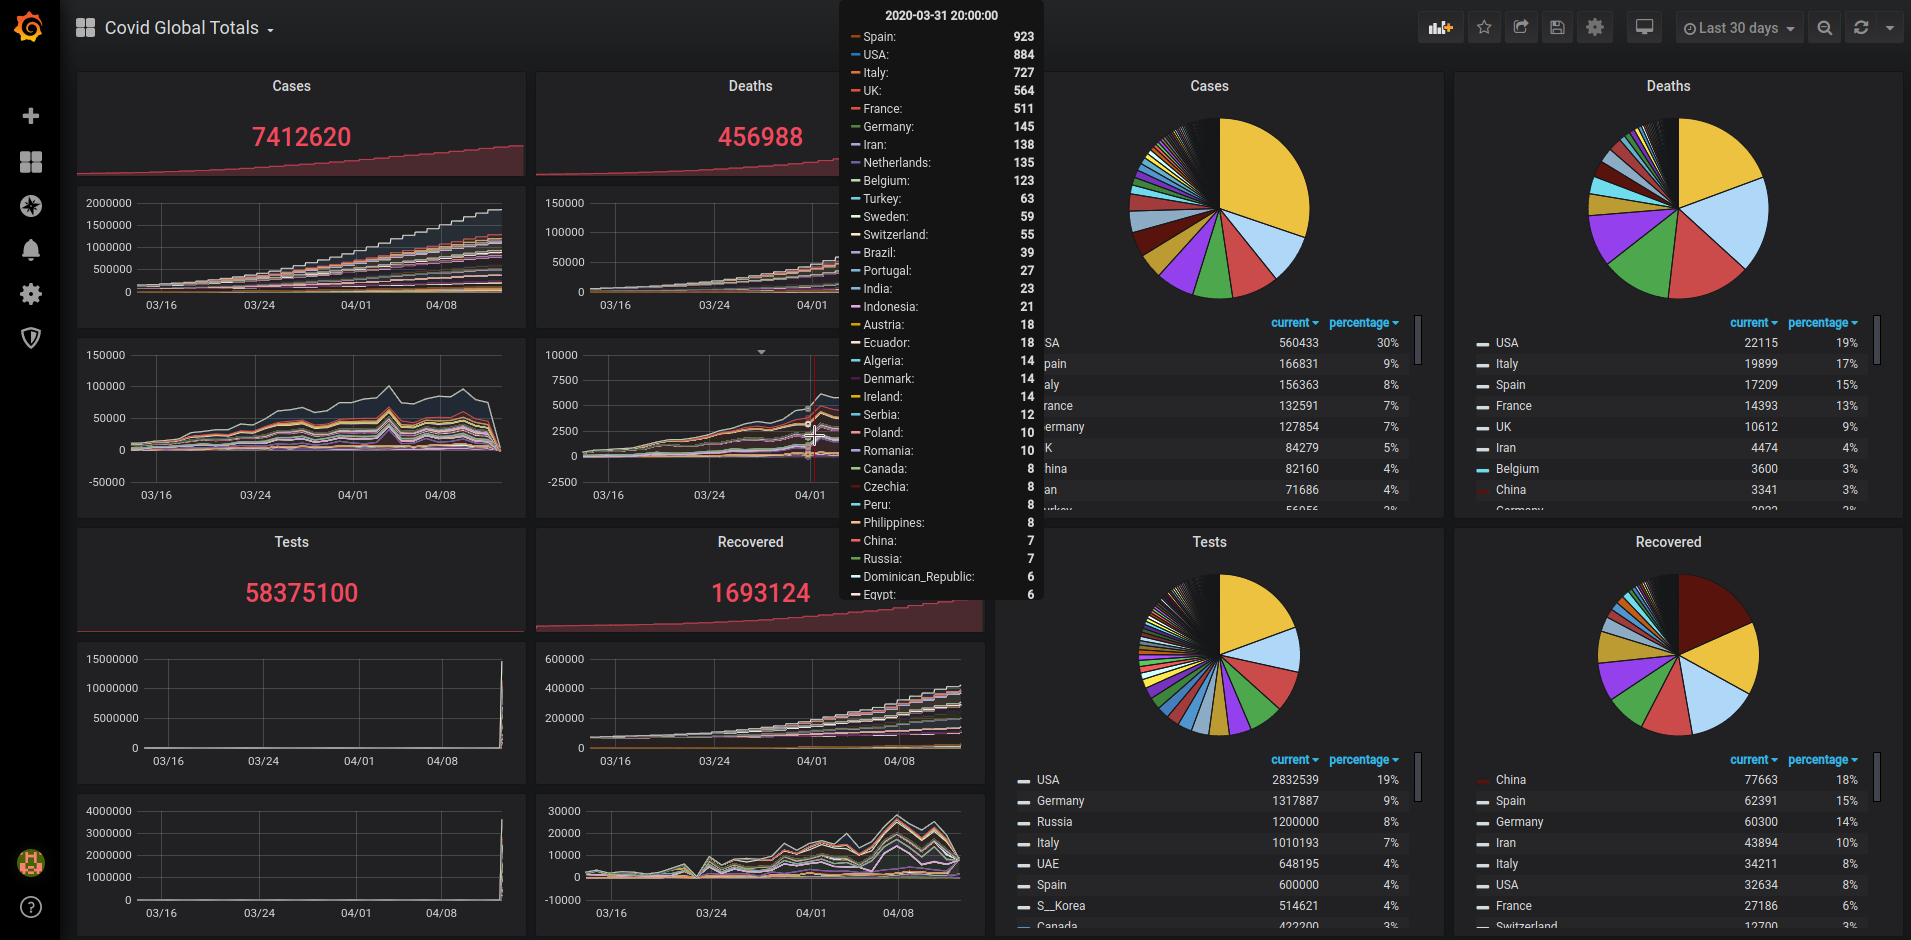 Covid Global Totals
Last 30 days
Cases
7412620
2000000
1500000
1000000
500000
0
03/16 03/24 04/01 04/08
150000
100000
50000
0
-50000
03/16 03/24 04/01 04/08
Deaths
456988
150000
100000
50000
0
03/16 03/24 04/01
10000
7500
5000
2500
0
-2500
03/16 03/24 04/01
2020-03-31 20:00:00
Spain: 923
USA: 884
Italy: 727
UK: 564
France: 511
Germany: 145
Iran: 138
Netherlands: 135
Belgium: 123
Turkey: 63
Sweden: 59
Switzerland: 55
Brazil: 39
Portugal: 27
India: 23
Indonesia: 21
Austria: 18
Ecuador: 18
Algeria: 14
Denmark: 14
Ireland: 14
Serbia: 12
Poland: 10
Romania: 10
Canada: 8
Czechia: 8
Peru: 8
Philippines: 8
China: 7
Russia: 7
Dominican_Republic: 6
Egypt: 6
Cases
current percentage
SA 560433 30%
pain 166831 9%
aly 156363 8%
rance 132591 7%
ermany 127854 7%
K 84279 5%
hina 82160 4%
an 71686 4%
Deaths
current percentage
USA 22115 19%
Italy 19899 17%
Spain 17209 15%
France 14393 13%
UK 10612 9%
Iran 4474 4%
Belgium 3600 3%
China 3341 3%
Tests
58375100
15000000
10000000
5000000
0
03/16 03/24 04/01 04/08
4000000
3000000
2000000
1000000
0
03/16 03/24 04/01 04/08
Recovered
1693124
600000
400000
200000
0
03/16 03/24 04/01 04/08
30000
20000
10000
0
-10000
03/16 03/24 04/01 04/08
Tests
current percentage
USA 2832539 19%
Germany 1317887 9%
Russia 1200000 8%
Italy 1010193 7%
UAE 648195 4%
Spain 600000 4%
S__Korea 514621 4%
Canada 422200 3%
Recovered
current percentage
China 77663 18%
Spain 62391 15%
Germany 60300 14%
Iran 43894 10%
Italy 34211 8%
USA 32634 8%
France 27186 6%
Switzerland 12700 3%